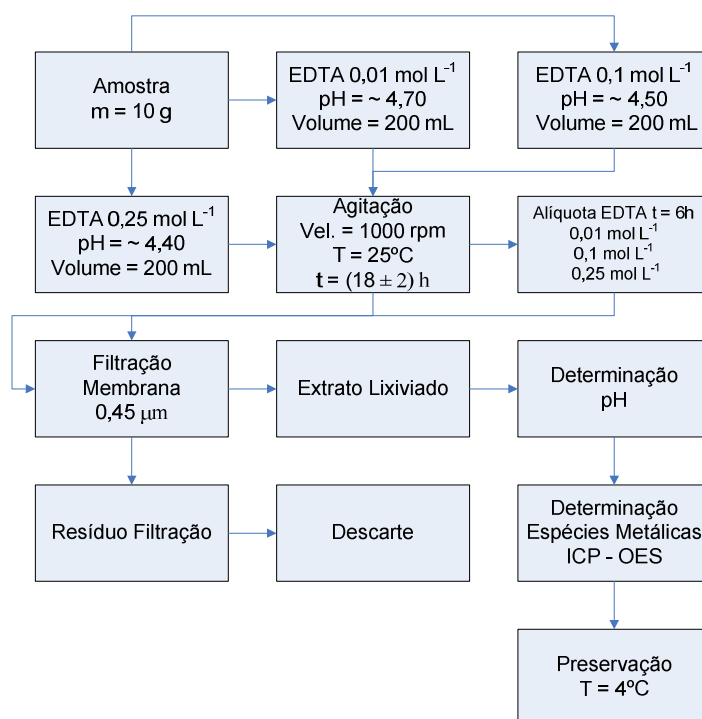 Amostra
m = 10 g
EDTA 0,01 mol L⁻¹
pH = ~ 4,70
Volume = 200 mL
EDTA 0,1 mol L⁻¹
pH = ~ 4,50
Volume = 200 mL
EDTA 0,25 mol L⁻¹
pH = ~ 4,40
Volume = 200 mL
Agitação
Vel. = 1000 rpm
T = 25ºC
t = (18 ± 2) h
Alíquota EDTA t = 6h
0,01 mol L⁻¹
0,1 mol L⁻¹
0,25 mol L⁻¹
Filtração
Membrana
0,45 µm
Extrato Lixiviado
Determinação
pH
Resíduo Filtração
Descarte
Determinação
Espécies Metálicas
ICP - OES
Preservação
T = 4ºC